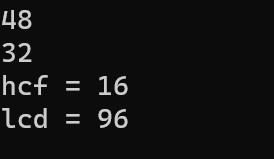 48
32
hcf = 16
lcd = 96